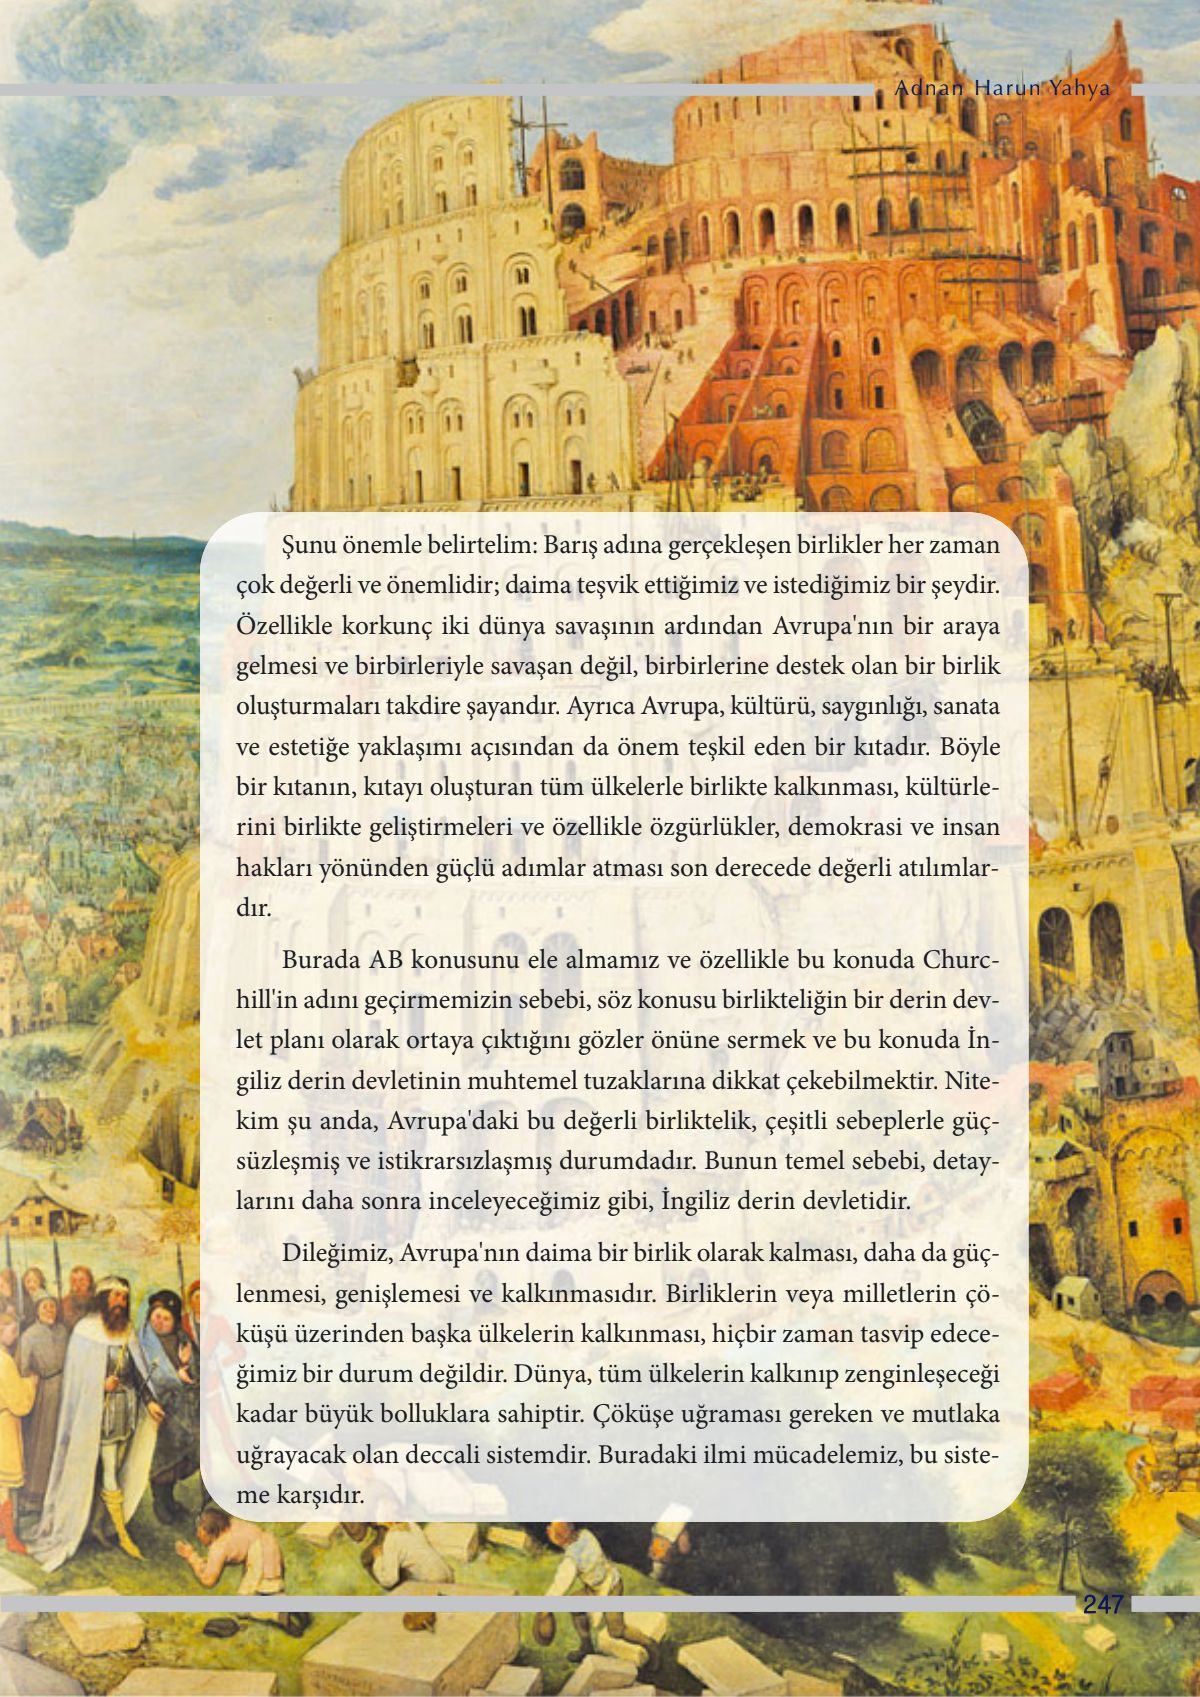 Adnan Harun Yahya
Şunu önemle belirtelim: Barış adına gerçekleşen birlikler her zaman
çok değerli ve önemlidir; daima teşvik ettiğimiz ve istediğimiz bir şeydir.
Özellikle korkunç iki dünya savaşının ardından Avrupa'nın bir araya
gelmesi ve birbirleriyle savaşan değil, birbirlerine destek olan bir birlik
oluşturmaları takdire şayandır. Ayrıca Avrupa, kültürü, saygınlığı, sanata
ve estetiğe yaklaşımı açısından da önem teşkil eden bir kıtadır. Böyle
bir kıtanın, kıtayı oluşturan tüm ülkelerle birlikte kalkınması, kültürle-
rini birlikte geliştirmeleri ve özellikle özgürlükler, demokrasi ve insan
hakları yönünden güçlü adımlar atması son derecede değerli atılımlar-
dır.
Burada AB konusunu ele almamız ve özellikle bu konuda Churc-
hill'in adını geçirmemizin sebebi, söz konusu birlikteliğin bir derin dev-
let planı olarak ortaya çıktığını gözler önüne sermek ve bu konuda İn-
giliz derin devletinin muhtemel tuzaklarına dikkat çekebilmektir. Nite-
kim şu anda, Avrupa'daki bu değerli birliktelik, çeşitli sebeplerle güç-
süzleşmiş ve istikrarsızlaşmış durumdadır. Bunun temel sebebi, detay-
larını daha sonra inceleyeceğimiz gibi, İngiliz derin devletidir.
Dileğimiz, Avrupa'nın daima bir birlik olarak kalması, daha da güç-
lenmesi, genişlemesi ve kalkınmasıdır. Birliklerin veya milletlerin çö-
küşü üzerinden başka ülkelerin kalkınması, hiçbir zaman tasvip edece-
ğimiz bir durum değildir. Dünya, tüm ülkelerin kalkınıp zenginleşeceği
kadar büyük bolluklara sahiptir. Çöküşe uğraması gereken ve mutlaka
uğrayacak olan deccali sistemdir. Buradaki ilmi mücadelemiz, bu siste-
me karşıdır.
247